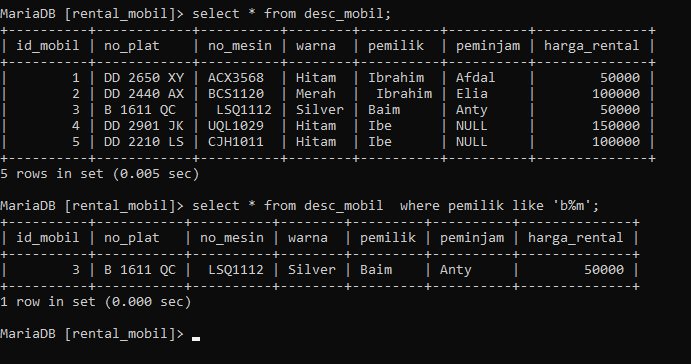 MariaDB [rental_mobil]> select * from desc_mobil;
+----------+------------+----------+--------+----------+----------+--------------+
| id_mobil | no_plat    | no_mesin | warna  | pemilik  | peminjam | harga_rental |
+----------+------------+----------+--------+----------+----------+--------------+
|        1 | DD 2650 XY | ACX3568  | Hitam  | Ibrahim  | Afdal    |        50000 |
|        2 | DD 2440 AX | BCS1120  | Merah  |  Ibrahim | Elia     |       100000 |
|        3 | B 1611 QC  |  LSQ1112 | Silver | Baim     | Anty     |        50000 |
|        4 | DD 2901 JK | UQL1029  | Hitam  | Ibe      | NULL     |       150000 |
|        5 | DD 2210 LS | CJH1011  | Hitam  | Ibe      | NULL     |       100000 |
+----------+------------+----------+--------+----------+----------+--------------+
5 rows in set (0.005 sec)
MariaDB [rental_mobil]> select * from desc_mobil  where pemilik like 'b%m';
+----------+-----------+----------+--------+---------+----------+--------------+
| id_mobil | no_plat   | no_mesin | warna  | pemilik | peminjam | harga_rental |
+----------+-----------+----------+--------+---------+----------+--------------+
|        3 | B 1611 QC |  LSQ1112 | Silver | Baim    | Anty     |        50000 |
+----------+-----------+----------+--------+---------+----------+--------------+
1 row in set (0.000 sec)
MariaDB [rental_mobil]>